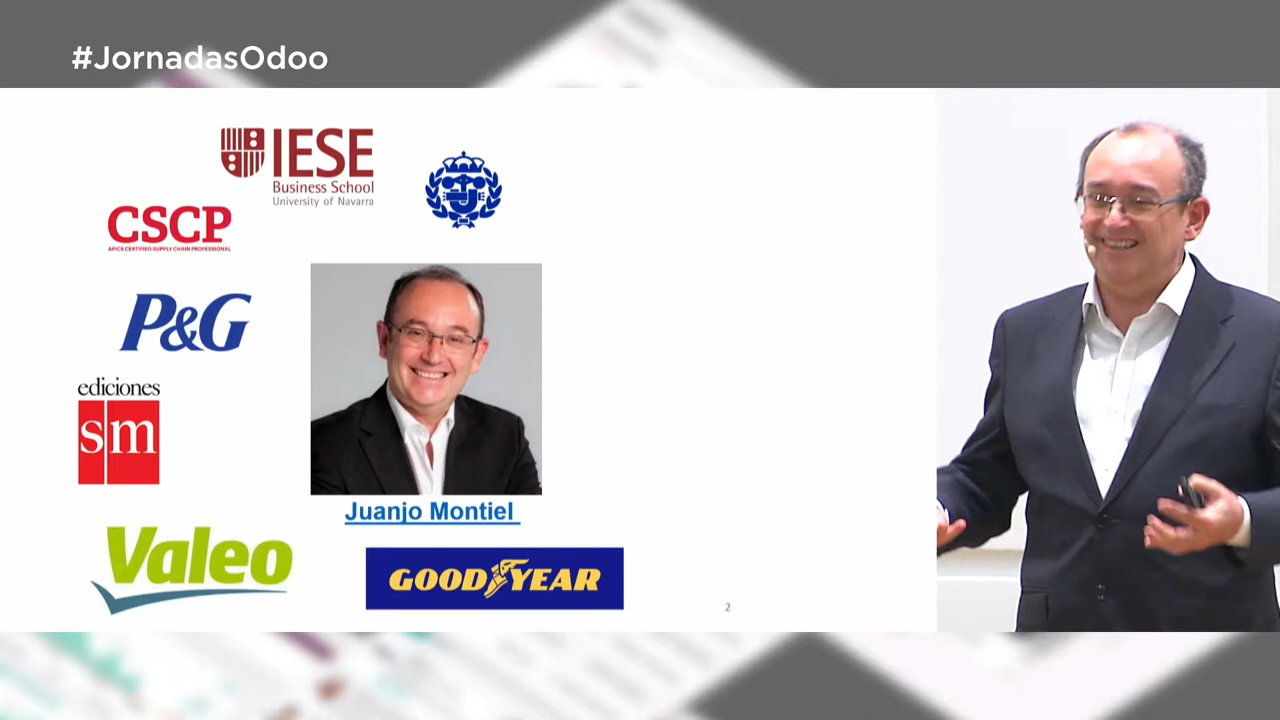 #JornadasOdoo
IESE
Business School
University of Navarra
CSCP
APICS CERTIFIED SUPPLY CHAIN PROFESSIONAL
P&G
ediciones
sm
Juanjo Montiel
Valeo
GOODYEAR
2